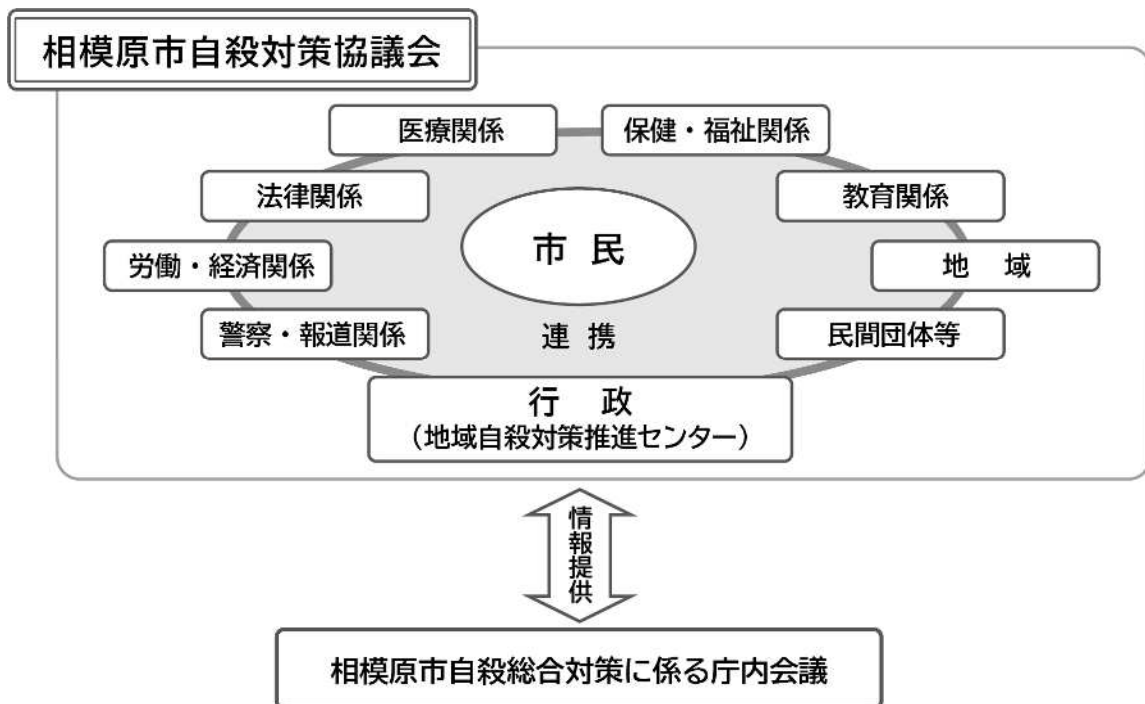 相模原市自殺対策協議会
医療関係
保健・福祉関係
法律関係
教育関係
市 民
労働・経済関係
地 域
警察・報道関係
連 携
民間団体等
行 政
（地域自殺対策推進センター）
情報提供
相模原市自殺総合対策に係る庁内会議